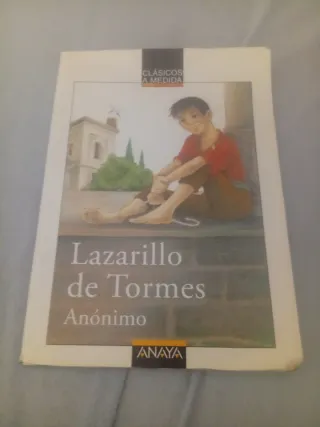 CLÁSICOS
A MEDIDA
Lazarillo
de Tormes
Anónimo
ANAYA